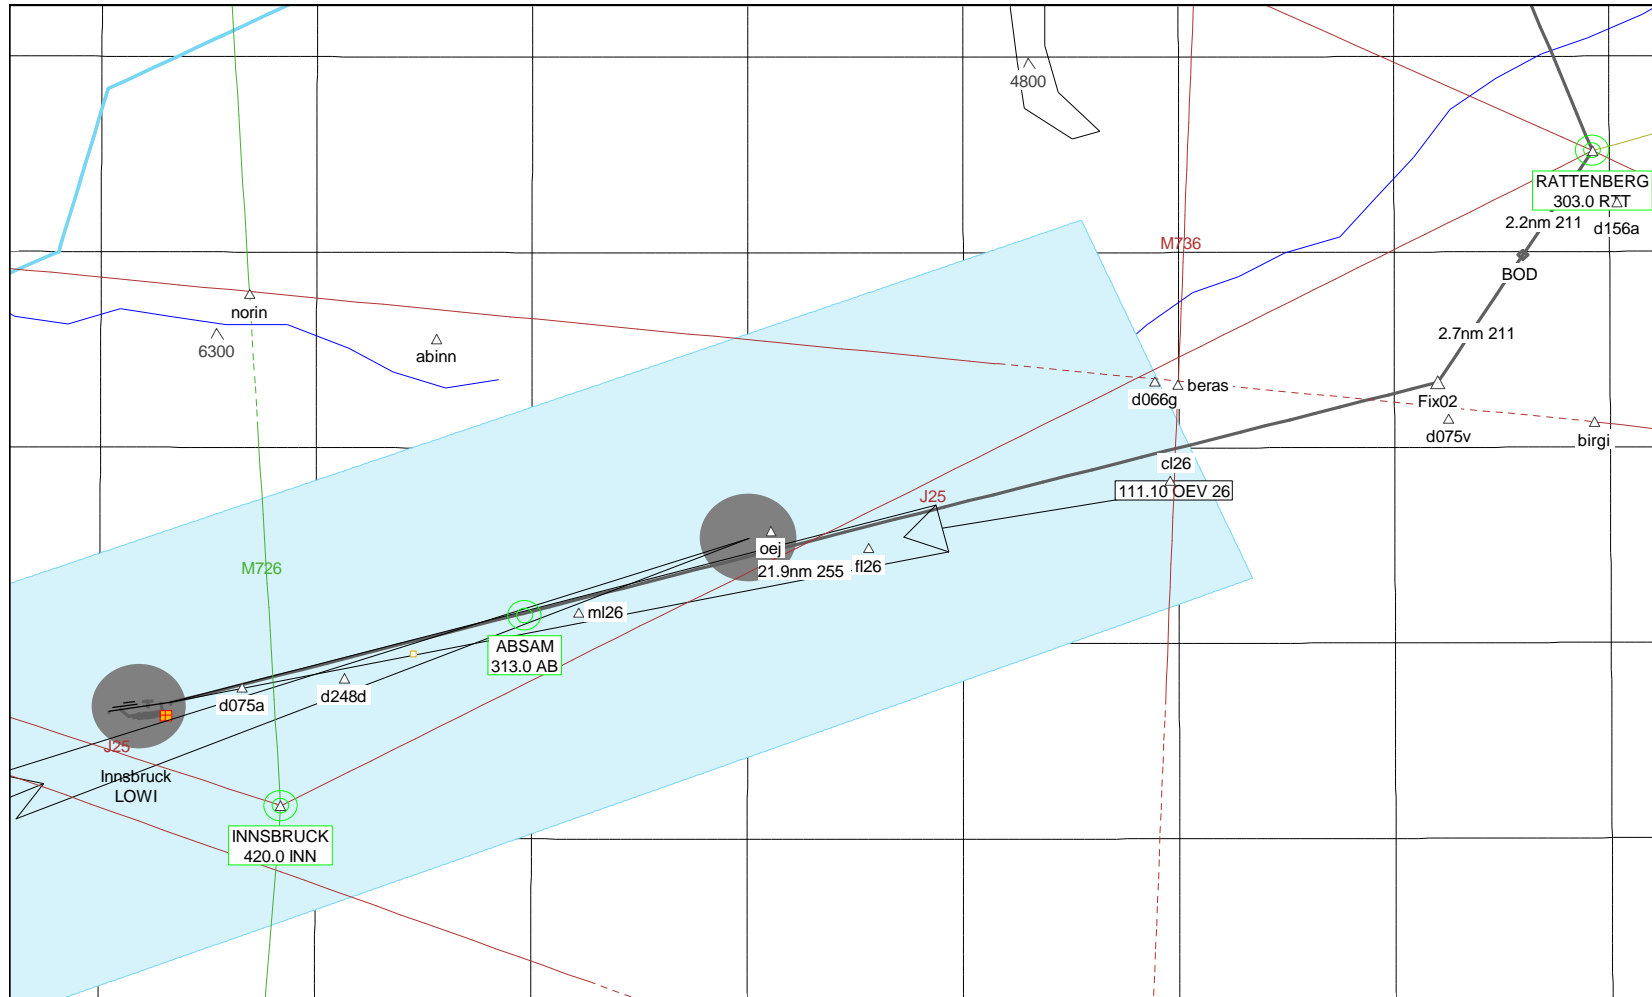 4800
RATTENBERG
303.0 RTT
2.2nm 211
d156a
M736
BOD
norin
2.7nm 211
6300
abinn
beras
d066g
Fix02
d075v
birgi
cl26
111.10 OEV 26
J25
oej
21.9nm 255
fl26
M726
ml26
ABSAM
313.0 AB
d248d
d075a
J25
Innsbruck
LOWI
INNSBRUCK
420.0 INN